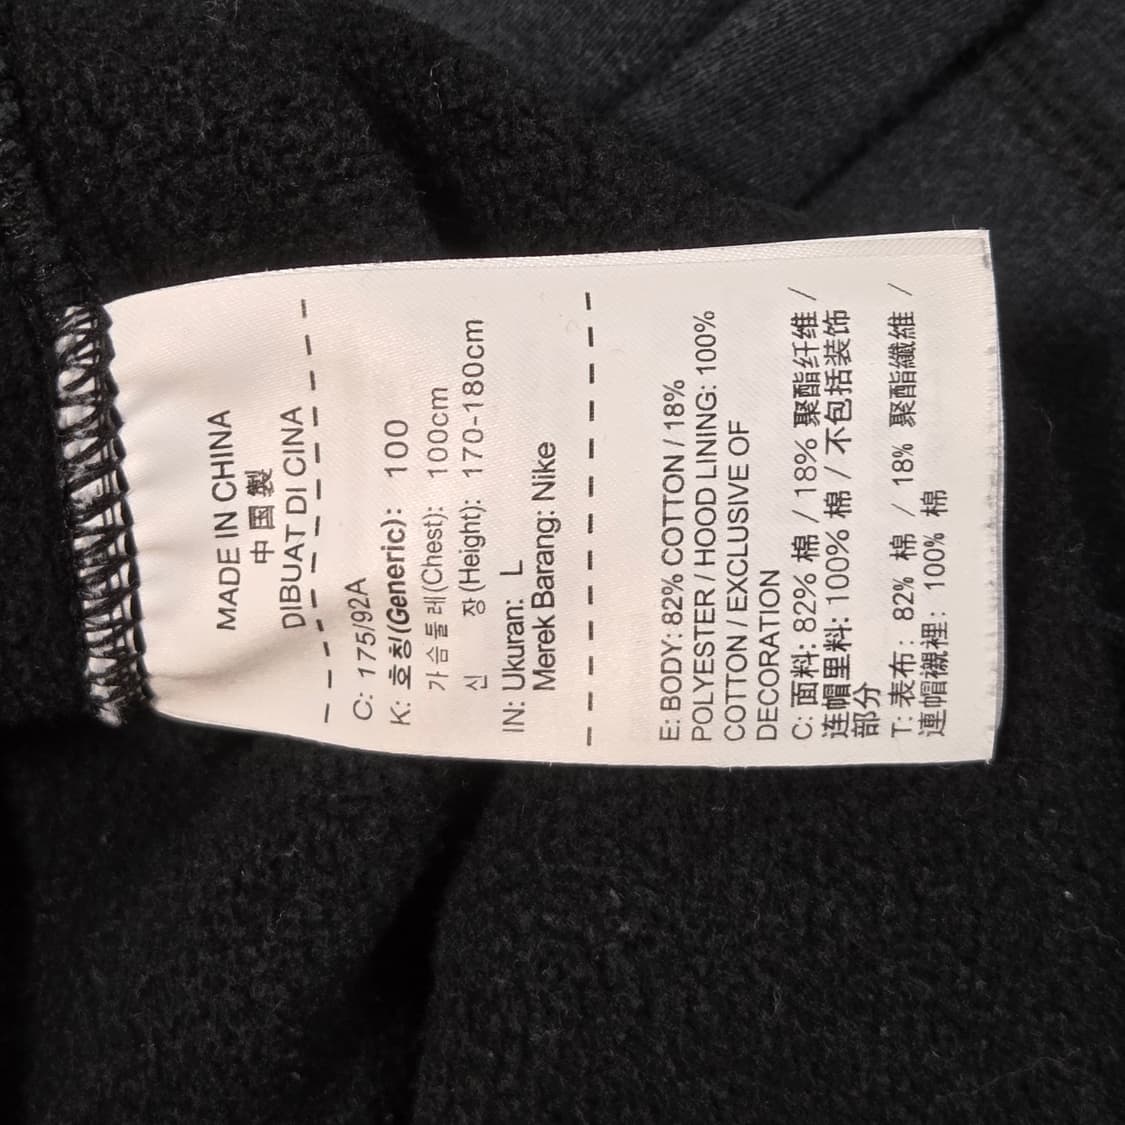 MADE IN CHINA
中國製
DIBUAT DI CINA
C: 175/92A
K: 호칭(Generic): 100
가슴둘레(Chest): 100cm
신 장(Height): 170-180cm
IN: Ukuran: L
Merek Barang: Nike
E: BODY: 82% COTTON / 18%
POLYESTER / HOOD LINING: 100%
COTTON / EXCLUSIVE OF
DECORATION
C: 面料: 82% 棉 / 18% 聚酯纤维 /
连帽里料: 100% 棉 / 不包括装饰
部分
T: 表布: 82% 棉 / 18% 聚酯纖維 /
連帽襯裡: 100% 棉